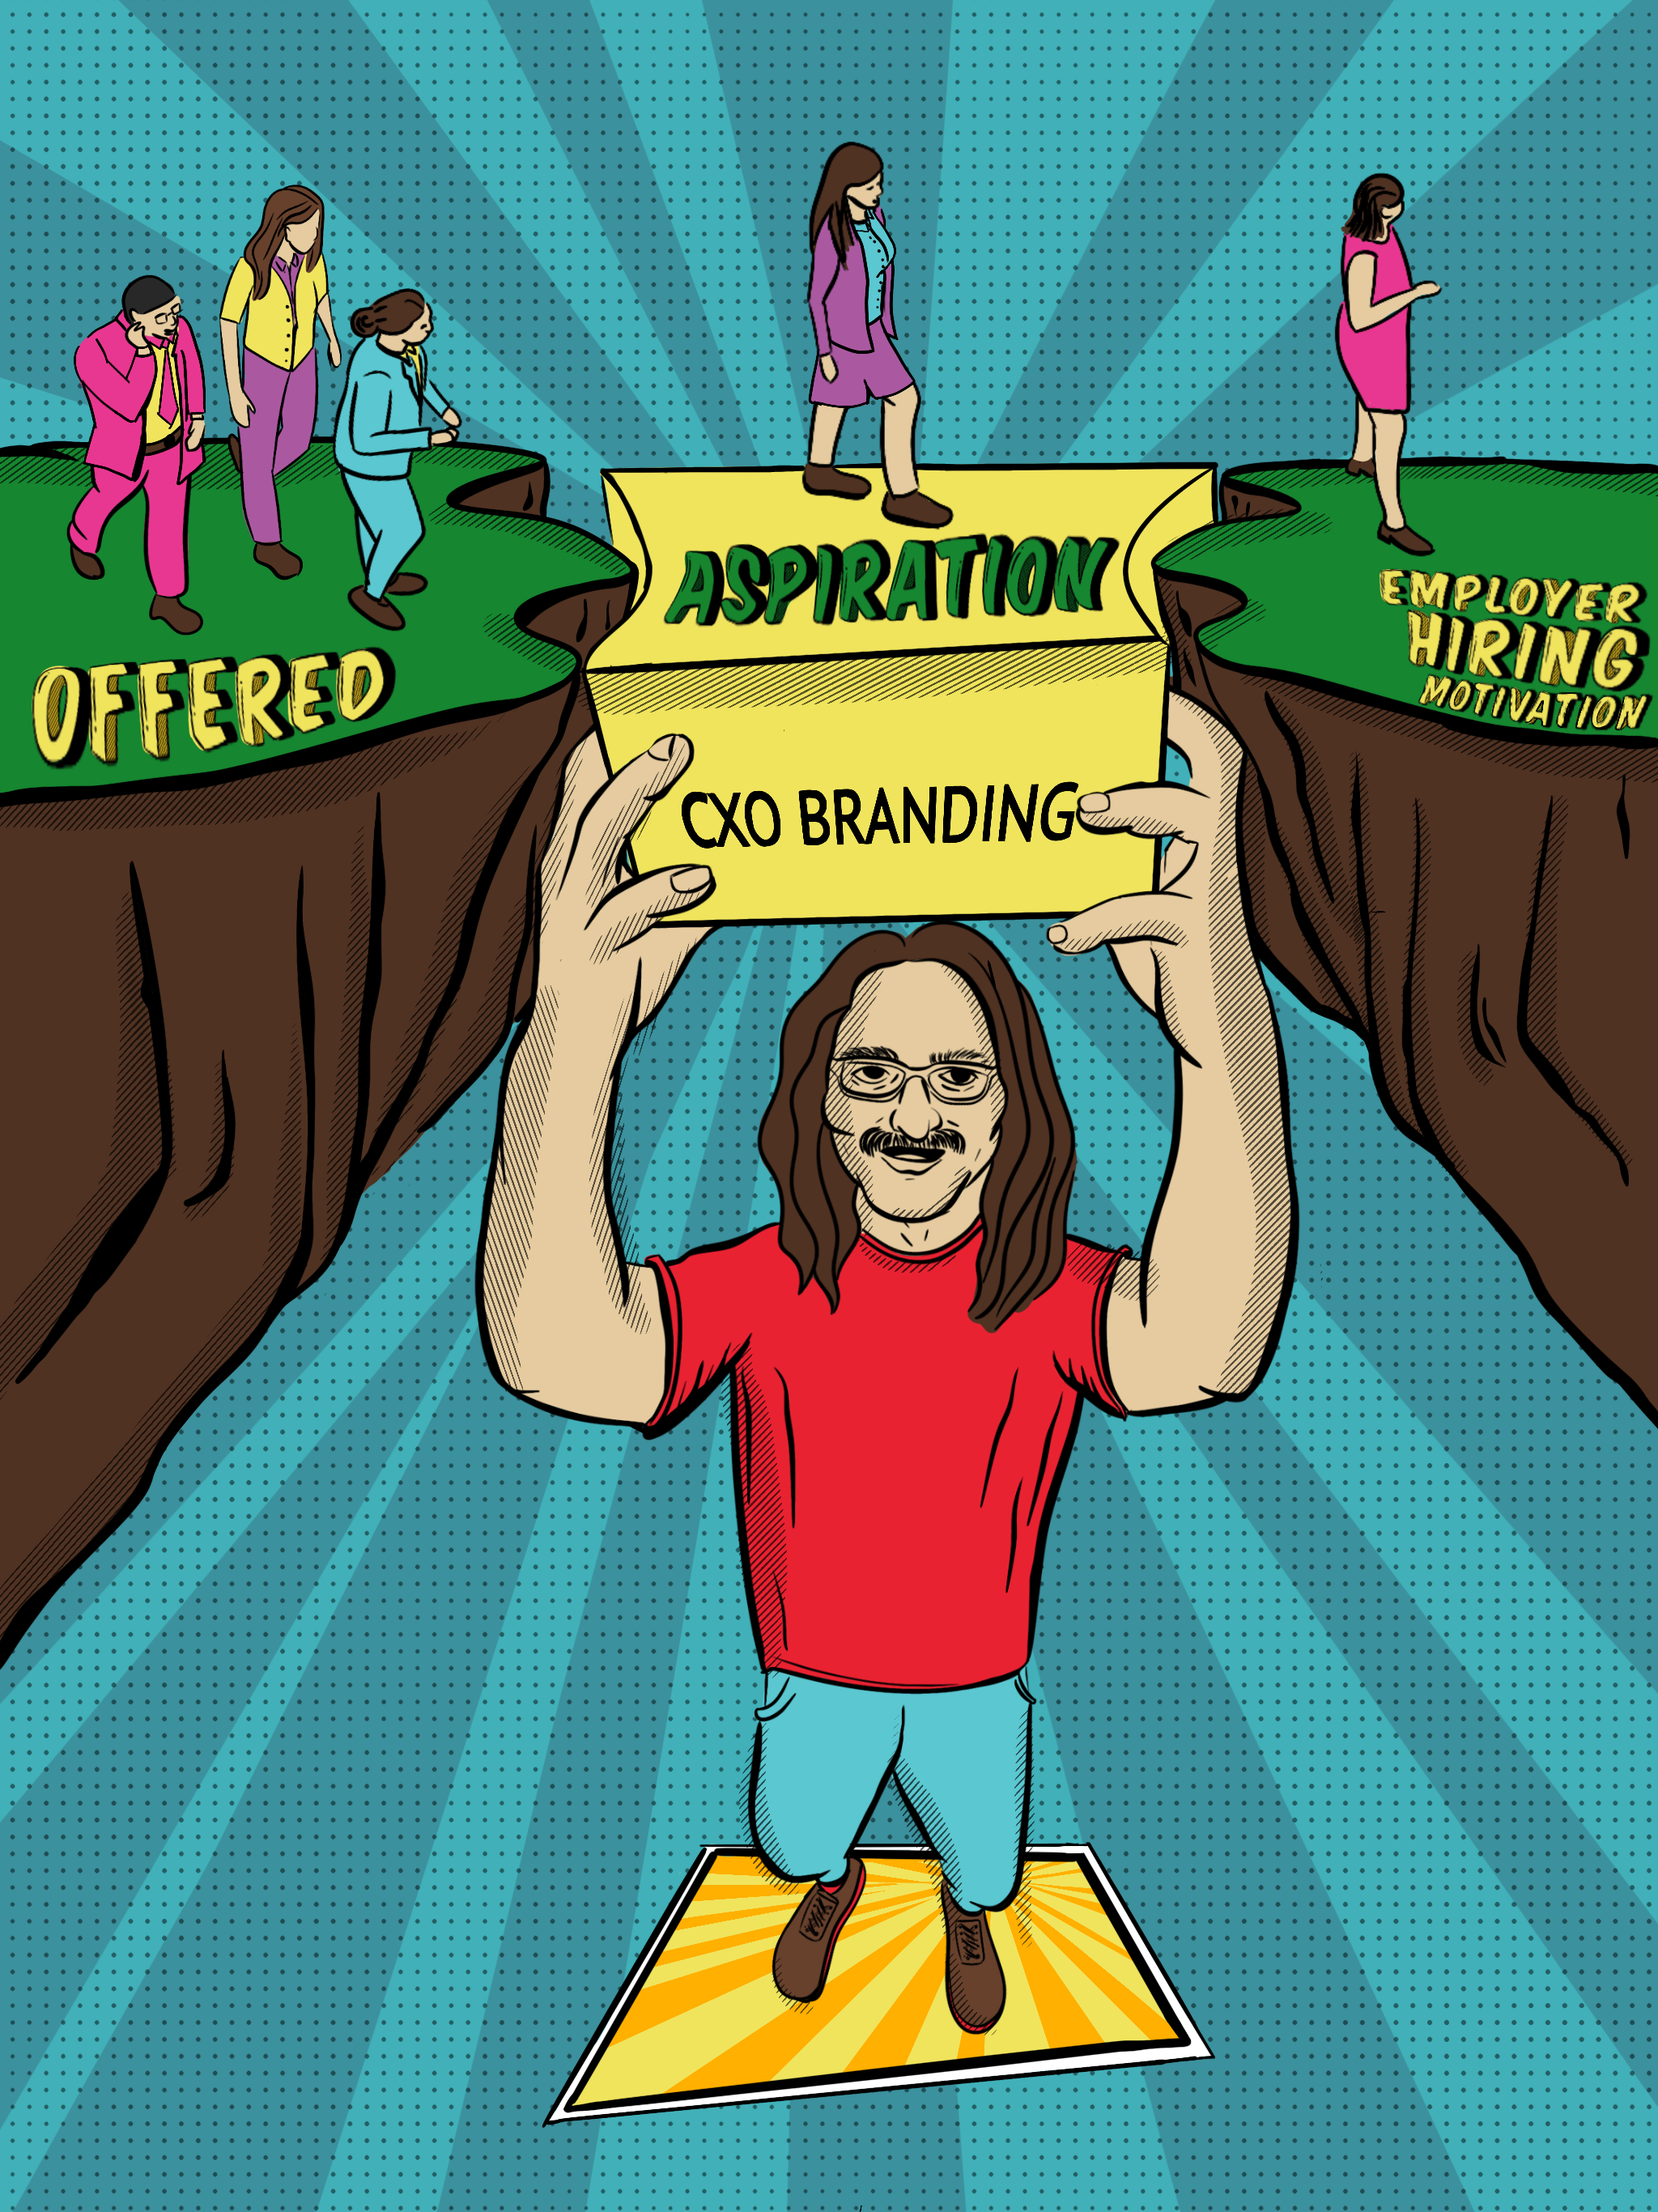 ASPIRATION
OFFERED
EMPLOYER
HIRING
MOTIVATION
CXO BRANDING